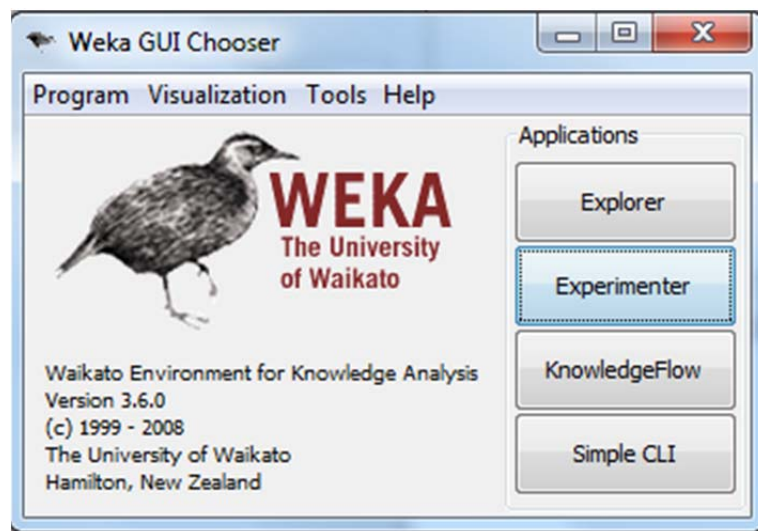 Weka GUI Chooser
Program Visualization Tools Help
WEKA
The University
of Waikato
Waikato Environment for Knowledge Analysis
Version 3.6.0
(c) 1999 - 2008
The University of Waikato
Hamilton, New Zealand
Applications
Explorer
Experimenter
KnowledgeFlow
Simple CLI